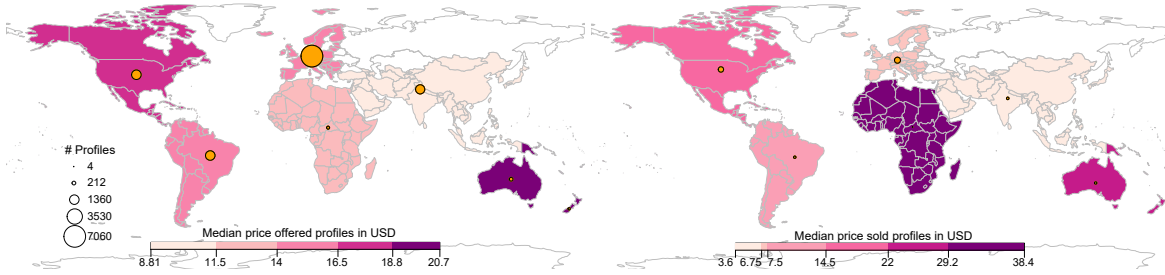 # Profiles
4
212
1360
3530
7060
Median price offered profiles in USD
8.81 11.5 14 16.5 18.8 20.7
Median price sold profiles in USD
3.6 6.75 7.5 14.5 22 29.2 38.4